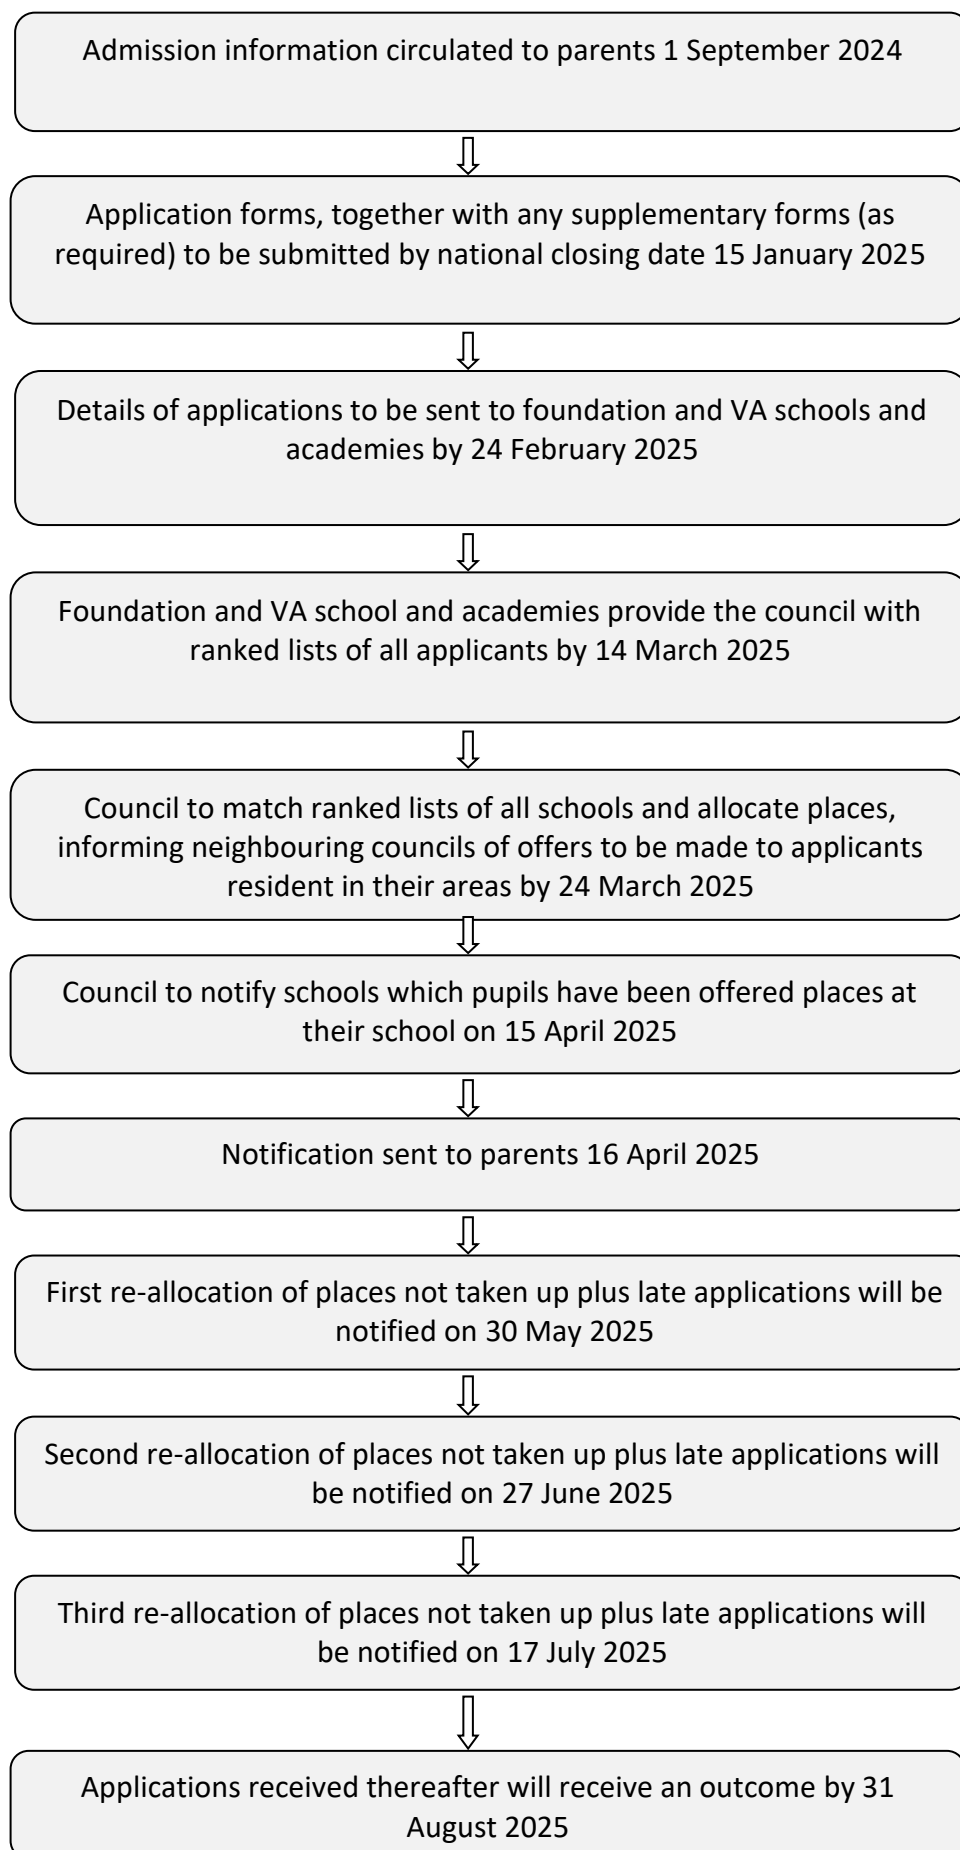 Admission information circulated to parents 1 September 2024
Application forms, together with any supplementary forms (as
required) to be submitted by national closing date 15 January 2025
Details of applications to be sent to foundation and VA schools and
academies by 24 February 2025
Foundation and VA school and academies provide the council with
ranked lists of all applicants by 14 March 2025
Council to match ranked lists of all schools and allocate places,
informing neighbouring councils of offers to be made to applicants
resident in their areas by 24 March 2025
Council to notify schools which pupils have been offered places at
their school on 15 April 2025
Notification sent to parents 16 April 2025
First re-allocation of places not taken up plus late applications will be
notified on 30 May 2025
Second re-allocation of places not taken up plus late applications will
be notified on 27 June 2025
Third re-allocation of places not taken up plus late applications will
be notified on 17 July 2025
Applications received thereafter will receive an outcome by 31
August 2025